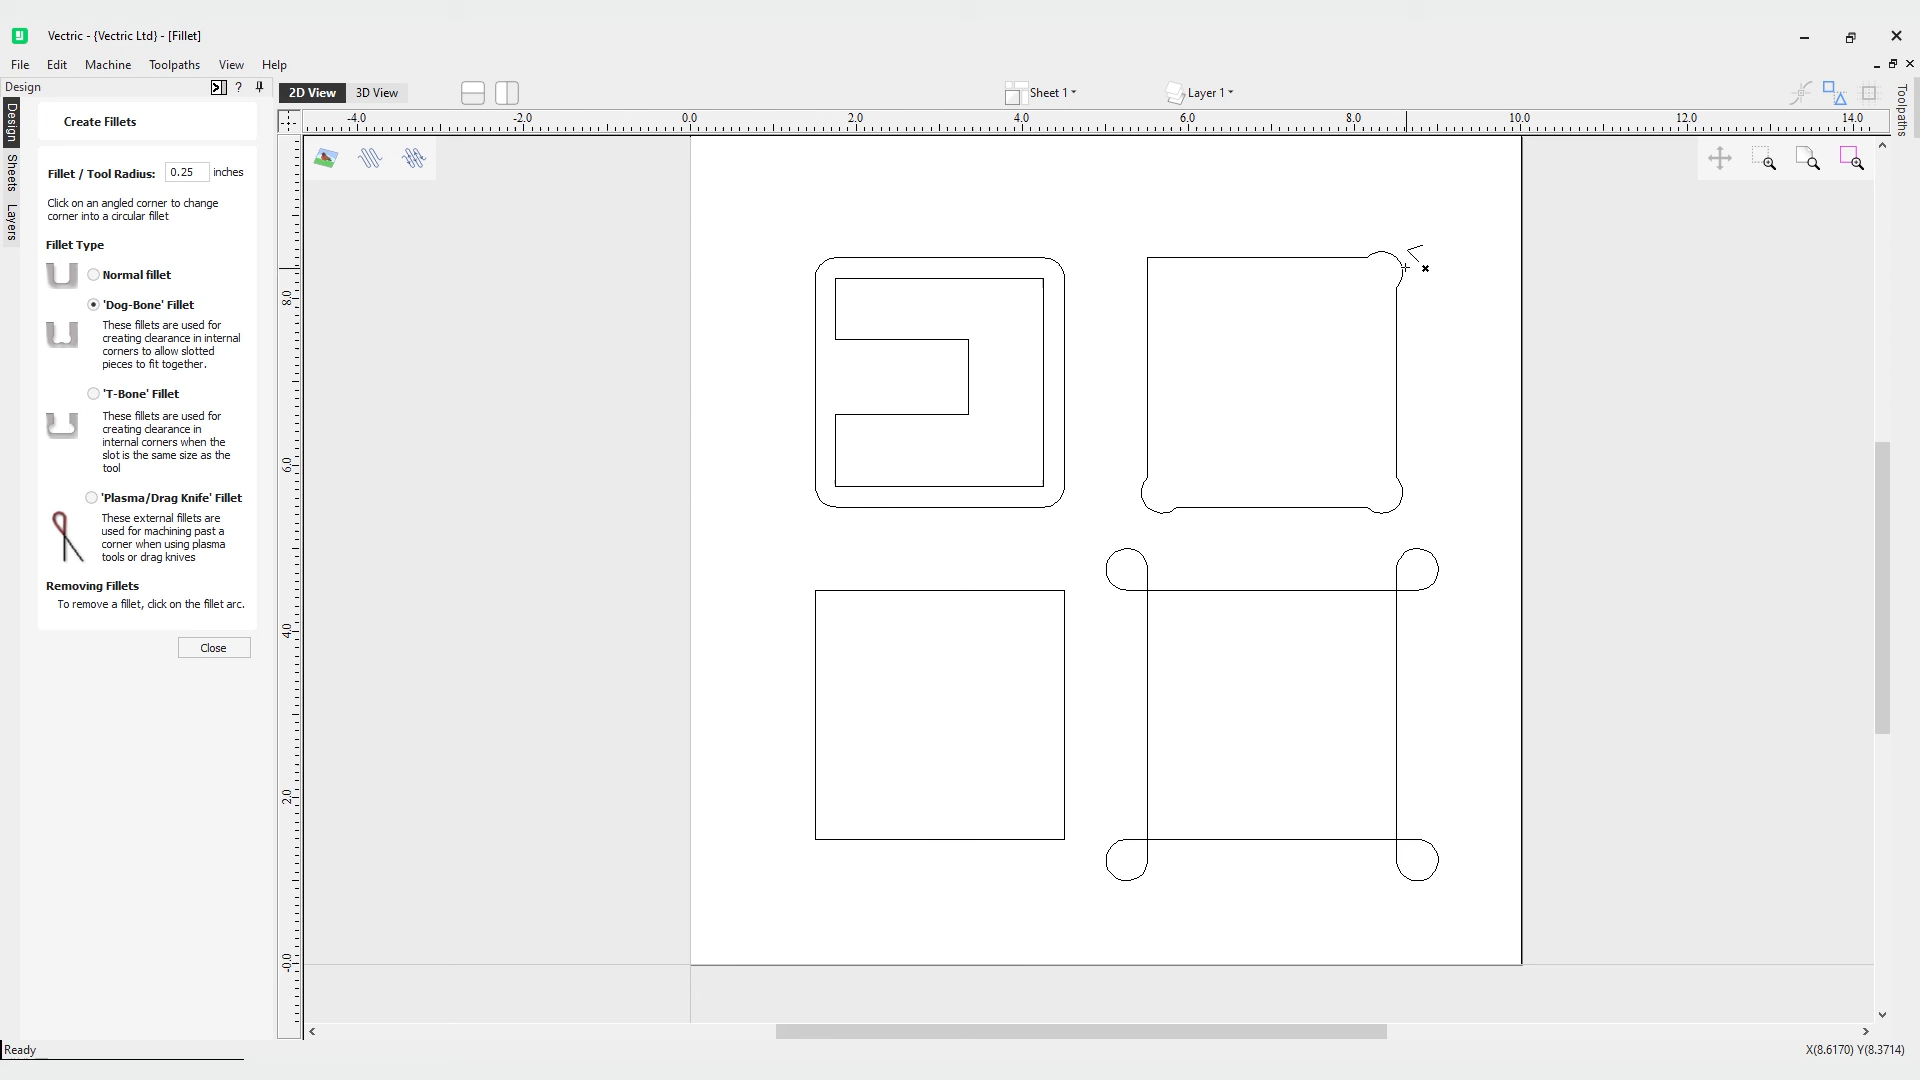 Vectric - {Vectric Ltd} - [Fillet]
File Edit Machine Toolpaths View Help
Design
?
2D View 3D View
Sheet 1
Layer 1
Design
Sheets
Layers
Toolpaths
Create Fillets
Fillet / Tool Radius: 0.25 inches
Click on an angled corner to change
corner into a circular fillet
Fillet Type
Normal fillet
'Dog-Bone' Fillet
These fillets are used for
creating clearance in internal
corners to allow slotted
pieces to fit together.
'T-Bone' Fillet
These fillets are used for
creating clearance in
internal corners when the
slot is the same size as the
tool
'Plasma/Drag Knife' Fillet
These external fillets are
used for machining past a
corner when using plasma
tools or drag knives
Removing Fillets
To remove a fillet, click on the fillet arc.
Close
-4.0 -2.0 0.0 2.0 4.0 6.0 8.0 10.0 12.0 14.0
8.0
6.0
4.0
2.0
-0.0
Ready
X(8.6170) Y(8.3714)